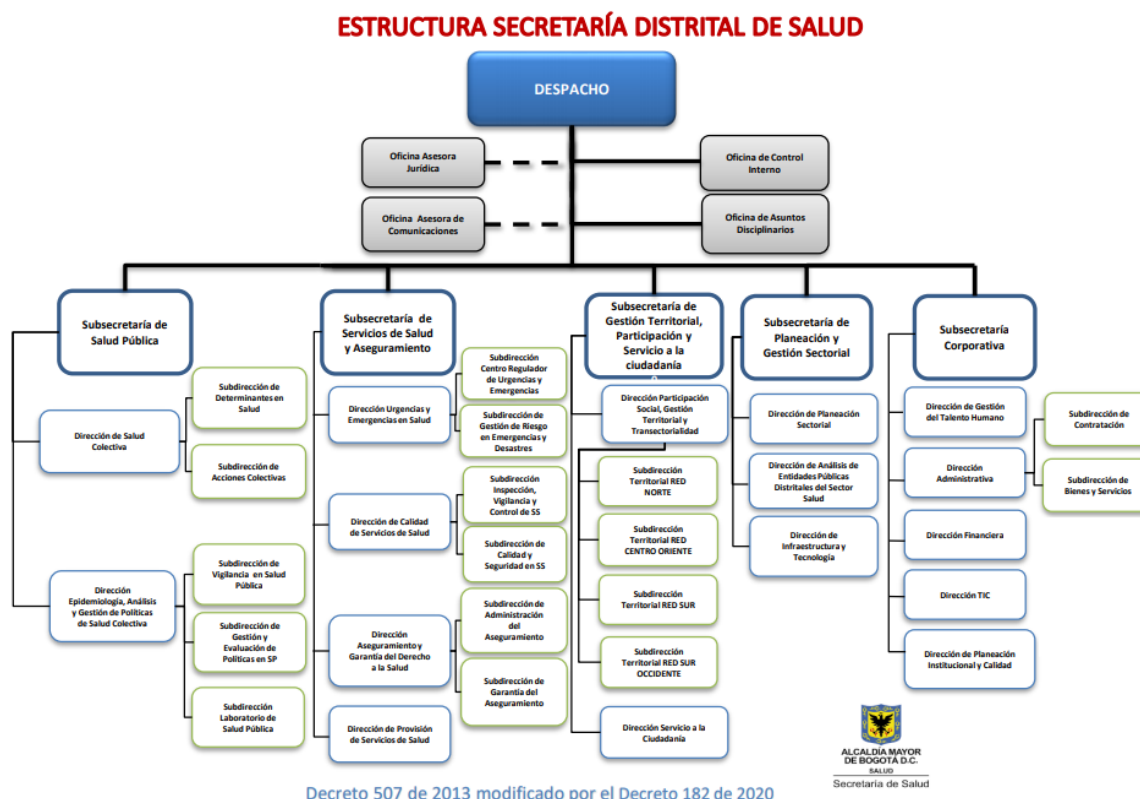 ESTRUCTURA SECRETARÍA DISTRITAL DE SALUD
DESPACHO
Oficina Asesora
Jurídica
Oficina de Control
Interno
Oficina Asesora de
Comunicaciones
Oficina de Asuntos
Disciplinarios
Subsecretaría de
Salud Pública
Subsecretaría de
Servicios de Salud
y Aseguramiento
Subsecretaría de
Gestión Territorial,
Participación y
Servicio a la
ciudadanía
Subsecretaría de
Planeación y
Gestión Sectorial
Subsecretaría
Corporativa
Dirección de Salud
Colectiva
Subdirección de
Determinantes en
Salud
Subdirección de
Acciones Colectivas
Dirección
Epidemiología, Análisis
y Gestión de Políticas
de Salud Colectiva
Subdirección de
Vigilancia en Salud
Pública
Subdirección de
Gestión y
Evaluación de
Políticas en SP
Subdirección
Laboratorio de
Salud Pública
Dirección Urgencias y
Emergencias en Salud
Subdirección
Centro Regulador
de Urgencias y
Emergencias
Subdirección de
Gestión de Riesgo
en Emergencias y
Desastres
Dirección de Calidad
de Servicios de Salud
Subdirección
Inspección,
Vigilancia y
Control de SS
Subdirección de
Calidad y
Seguridad en SS
Dirección
Aseguramiento y
Garantía del Derecho
a la Salud
Subdirección de
Administración
del
Aseguramiento
Subdirección de
Garantía del
Aseguramiento
Dirección de Provisión
de Servicios de Salud
Dirección Participación
Social, Gestión
Territorial y
Transectorialidad
Subdirección
Territorial RED
NORTE
Subdirección
Territorial RED
CENTRO ORIENTE
Subdirección
Territorial RED SUR
Subdirección
Territorial RED SUR
OCCIDENTE
Dirección Servicio a la
Ciudadanía
Dirección de Planeación
Sectorial
Dirección de Análisis de
Entidades Públicas
Distritales del Sector
Salud
Dirección de
Infraestructura y
Tecnología
Dirección de Gestión
del Talento Humano
Dirección
Administrativa
Subdirección de
Contratación
Subdirección de
Bienes y Servicios
Dirección Financiera
Dirección TIC
Dirección de Planeación
Institucional y Calidad
ALCALDÍA MAYOR
DE BOGOTÁ D.C.
SALUD
Secretaría de Salud
Decreto 507 de 2013 modificado por el Decreto 182 de 2020